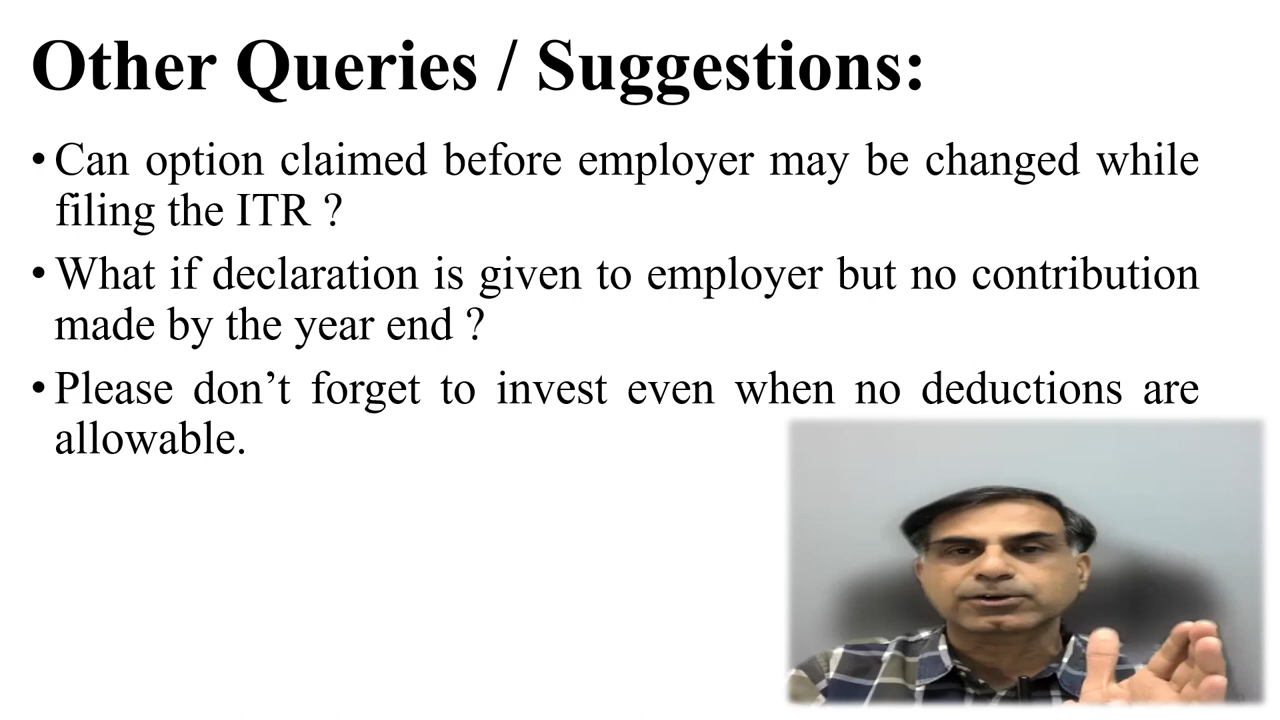 Other Queries / Suggestions:
• Can option claimed before employer may be changed while
filing the ITR ?
• What if declaration is given to employer but no contribution
made by the year end ?
• Please don’t forget to invest even when no deductions are
allowable.